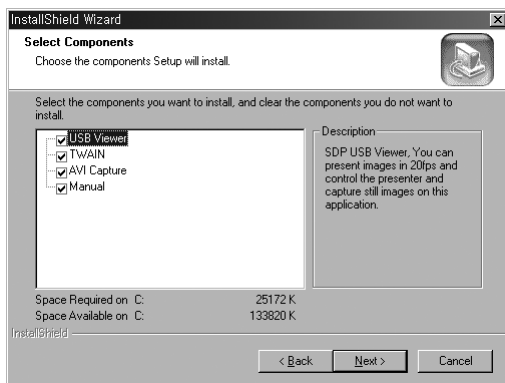 InstallShield Wizard
Select Components
Choose the components Setup will install.
Select the components you want to install, and clear the components you do not want to
install.
USB Viewer
TWAIN
AVI Capture
Manual
Description
SDP USB Viewer, You can
present images in 20fps and
control the presenter and
capture still images on this
application.
Space Required on C: 25172 K
Space Available on C: 133820 K
InstallShield
< Back Next > Cancel